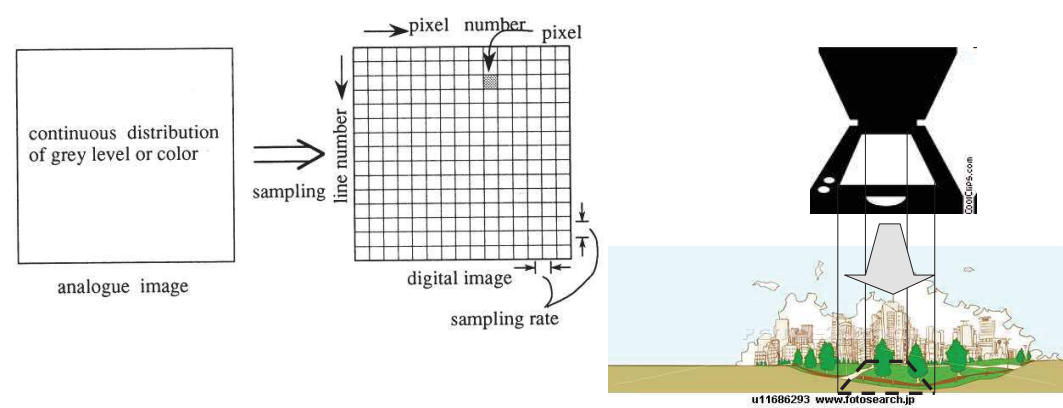 pixel number
pixel
line number
continuous distribution
of grey level or color
sampling
analogue image
digital image
sampling rate
COOLCLIPS.com
u11686293 www.fotosearch.jp